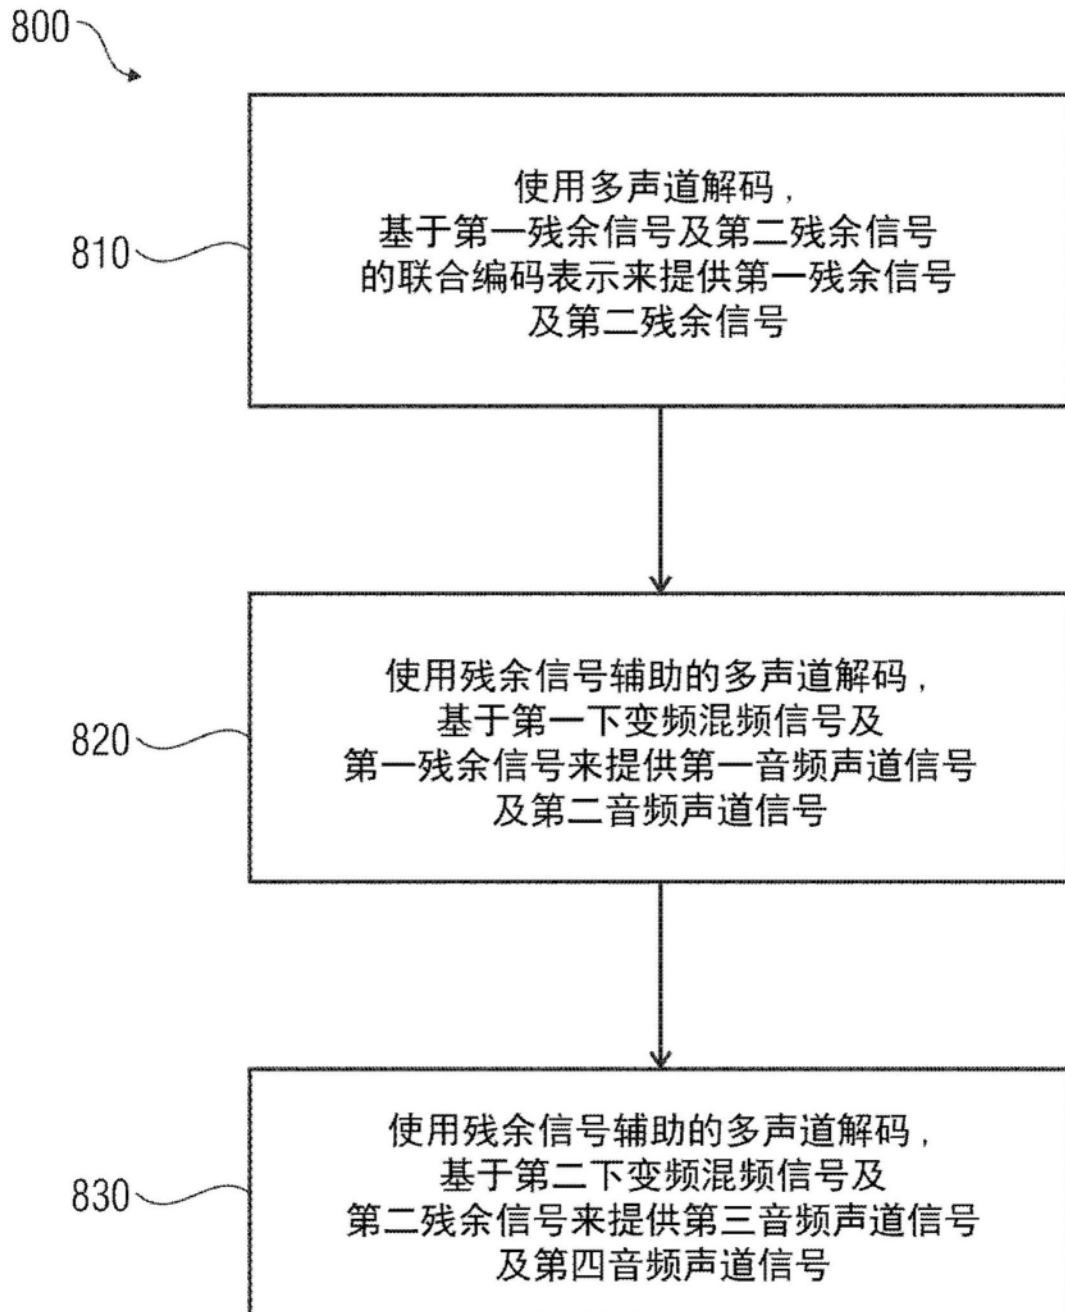 800
810
使用多声道解码,
基于第一残余信号及第二残余信号
的联合编码表示来提供第一残余信号
及第二残余信号
820
使用残余信号辅助的多声道解码,
基于第一下变频混频信号及
第一残余信号来提供第一音频声道信号
及第二音频声道信号
830
使用残余信号辅助的多声道解码,
基于第二下变频混频信号及
第二残余信号来提供第三音频声道信号
及第四音频声道信号